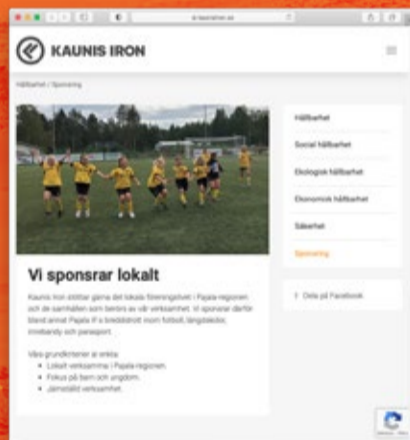 KAUNIS IRON
Hållbarhet / Sponsring
Hållbarhet
Social hållbarhet
Ekologisk hållbarhet
Ekonomisk hållbarhet
Säkerhet
Sponsring
Dela på Facebook
Vi sponsrar lokalt
Kaunis Iron stöttar gärna det lokala föreningslivet i Pajala-regionen
och de samhällen som berörs av vår verksamhet. Vi sponsrar därför
bland annat Pajala IF:s breddidrott inom fotboll, längdskidor,
innebandy och parasport.
Våra grundkriterier är enkla:
Lokalt verksamma i Pajala-regionen.
Fokus på barn och ungdom.
Jämställd verksamhet.